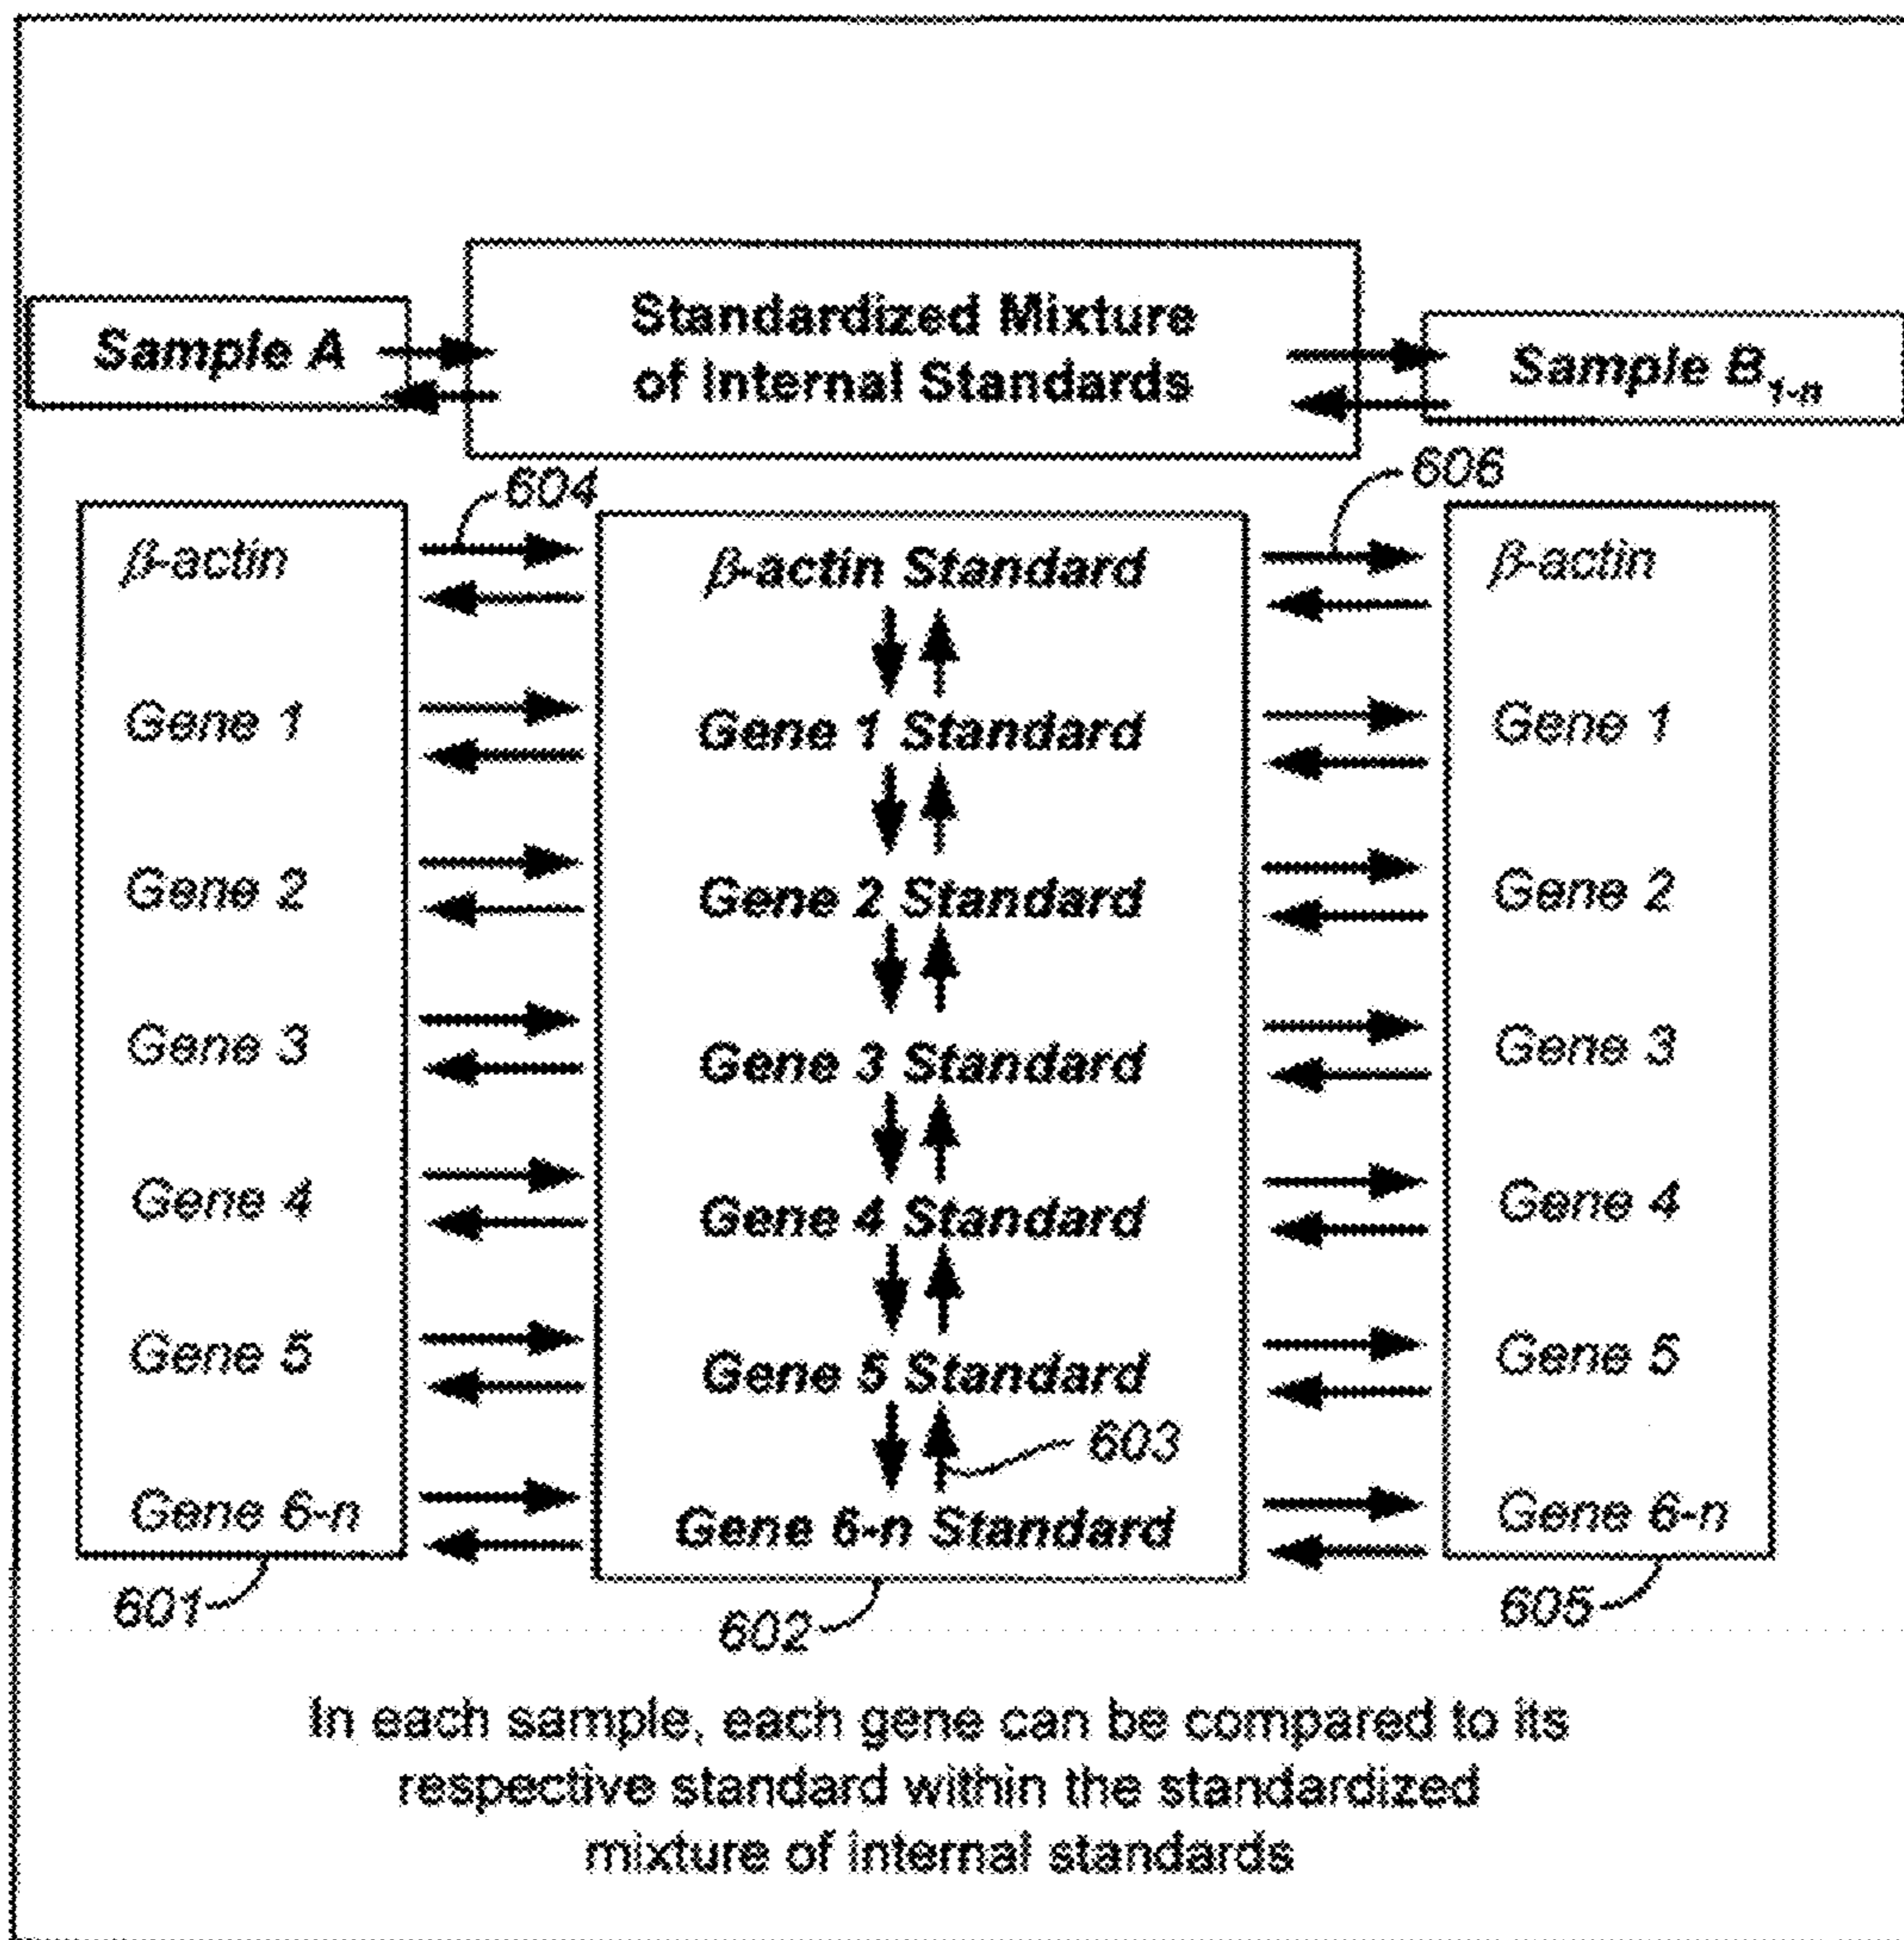 Standardized Mixture
of Internal Standards
Sample A
Sample B1-n
604
606
β-actin
β-actin Standard
β-actin
Gene 1
Gene 1 Standard
Gene 1
Gene 2
Gene 2 Standard
Gene 2
Gene 3
Gene 3 Standard
Gene 3
Gene 4
Gene 4 Standard
Gene 4
Gene 5
Gene 5 Standard
Gene 5
603
Gene 6-n
Gene 6-n Standard
Gene 6-n
601
602
605
In each sample, each gene can be compared to its
respective standard within the standardized
mixture of internal standards